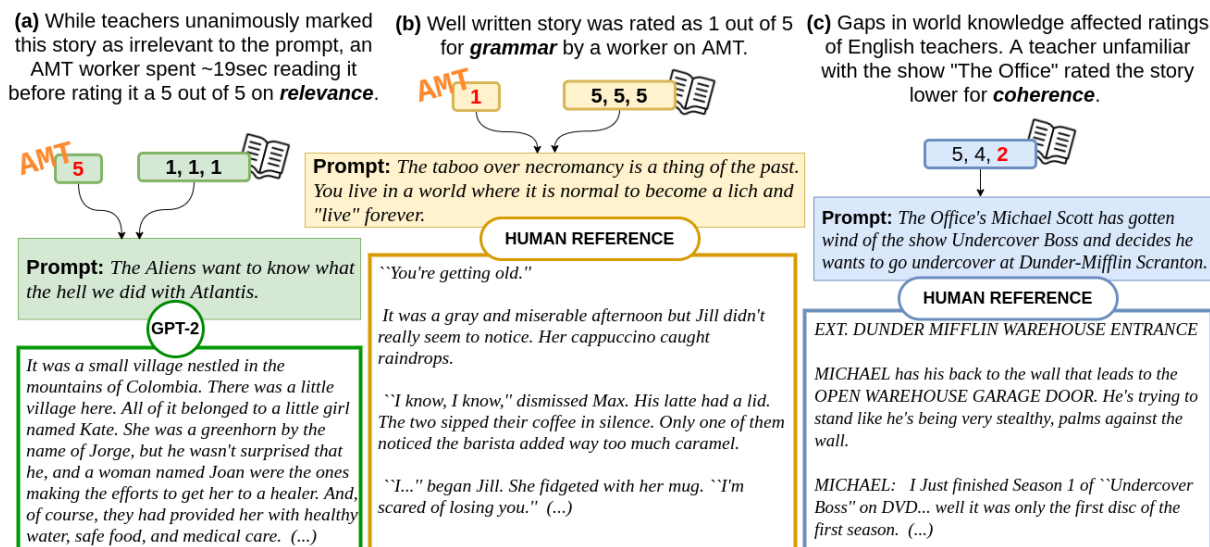 (a) While teachers unanimously marked
this story as irrelevant to the prompt, an
AMT worker spent ~19sec reading it
before rating it a 5 out of 5 on relevance.
AMT
5
1, 1, 1
Prompt: The Aliens want to know what
the hell we did with Atlantis.
GPT-2
It was a small village nestled in the
mountains of Colombia. There was a little
village here. All of it belonged to a little girl
named Kate. She was a greenhorn by the
name of Jorge, but he wasn't surprised that
he, and a woman named Joan were the ones
making the efforts to get her to a healer. And,
of course, they had provided her with healthy
water, safe food, and medical care. (...)
(b) Well written story was rated as 1 out of 5
for grammar by a worker on AMT.
AMT
1
5, 5, 5
Prompt: The taboo over necromancy is a thing of the past.
You live in a world where it is normal to become a lich and
"live" forever.
HUMAN REFERENCE
``You're getting old.''
It was a gray and miserable afternoon but Jill didn't
really seem to notice. Her cappuccino caught
raindrops.
``I know, I know,'' dismissed Max. His latte had a lid.
The two sipped their coffee in silence. Only one of them
noticed the barista added way too much caramel.
``I...'' began Jill. She fidgeted with her mug. ``I'm
scared of losing you.'' (...)
(c) Gaps in world knowledge affected ratings
of English teachers. A teacher unfamiliar
with the show "The Office" rated the story
lower for coherence.
5, 4, 2
Prompt: The Office's Michael Scott has gotten
wind of the show Undercover Boss and decides he
wants to go undercover at Dunder-Mifflin Scranton.
HUMAN REFERENCE
EXT. DUNDER MIFFLIN WAREHOUSE ENTRANCE
MICHAEL has his back to the wall that leads to the
OPEN WAREHOUSE GARAGE DOOR. He's trying to
stand like he's being very stealthy, palms against the
wall.
MICHAEL: I Just finished Season 1 of ``Undercover
Boss'' on DVD... well it was only the first disc of the
first season. (...)